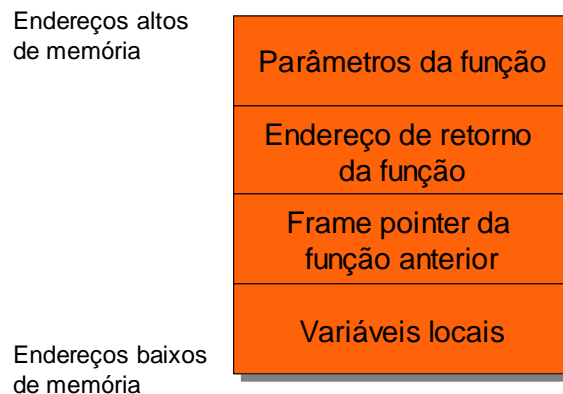 Endereços altos
de memória
Parâmetros da função
Endereço de retorno
da função
Frame pointer da
função anterior
Variáveis locais
Endereços baixos
de memória